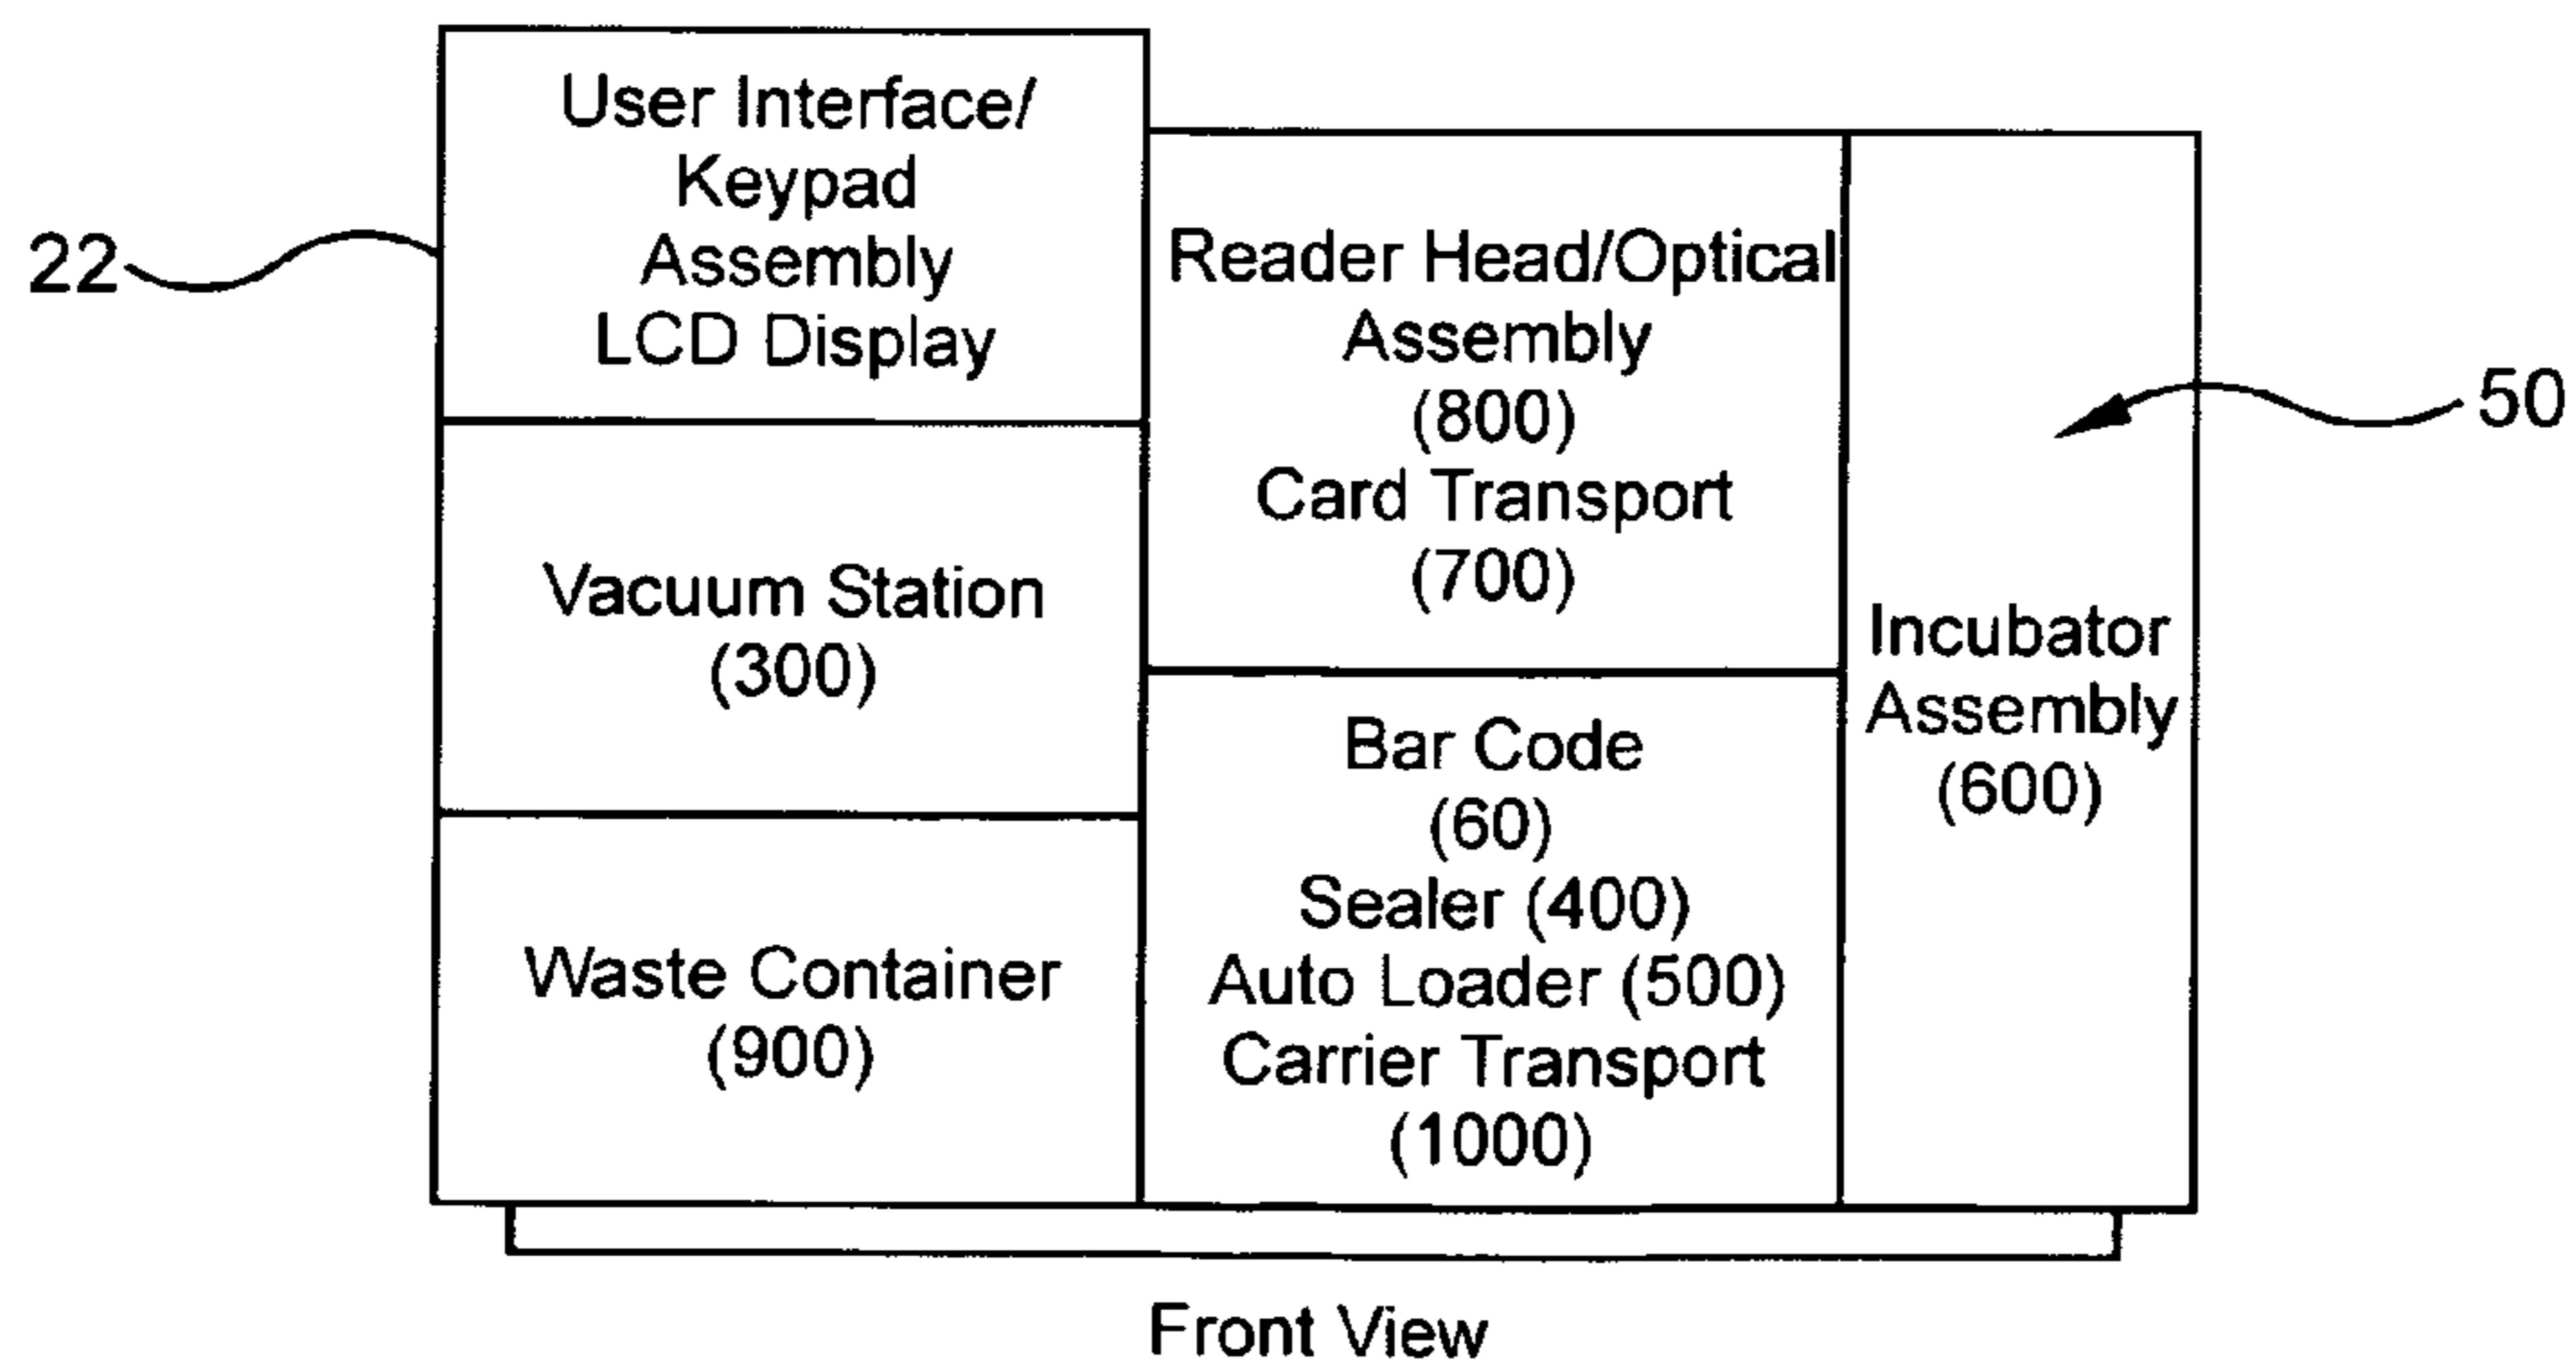 User Interface/
Keypad
Assembly
LCD Display
22
Vacuum Station
(300)
Waste Container
(900)
Reader Head/Optical
Assembly
(800)
Card Transport
(700)
Bar Code
(60)
Sealer (400)
Auto Loader (500)
Carrier Transport
(1000)
Incubator
Assembly
(600)
50
Front View